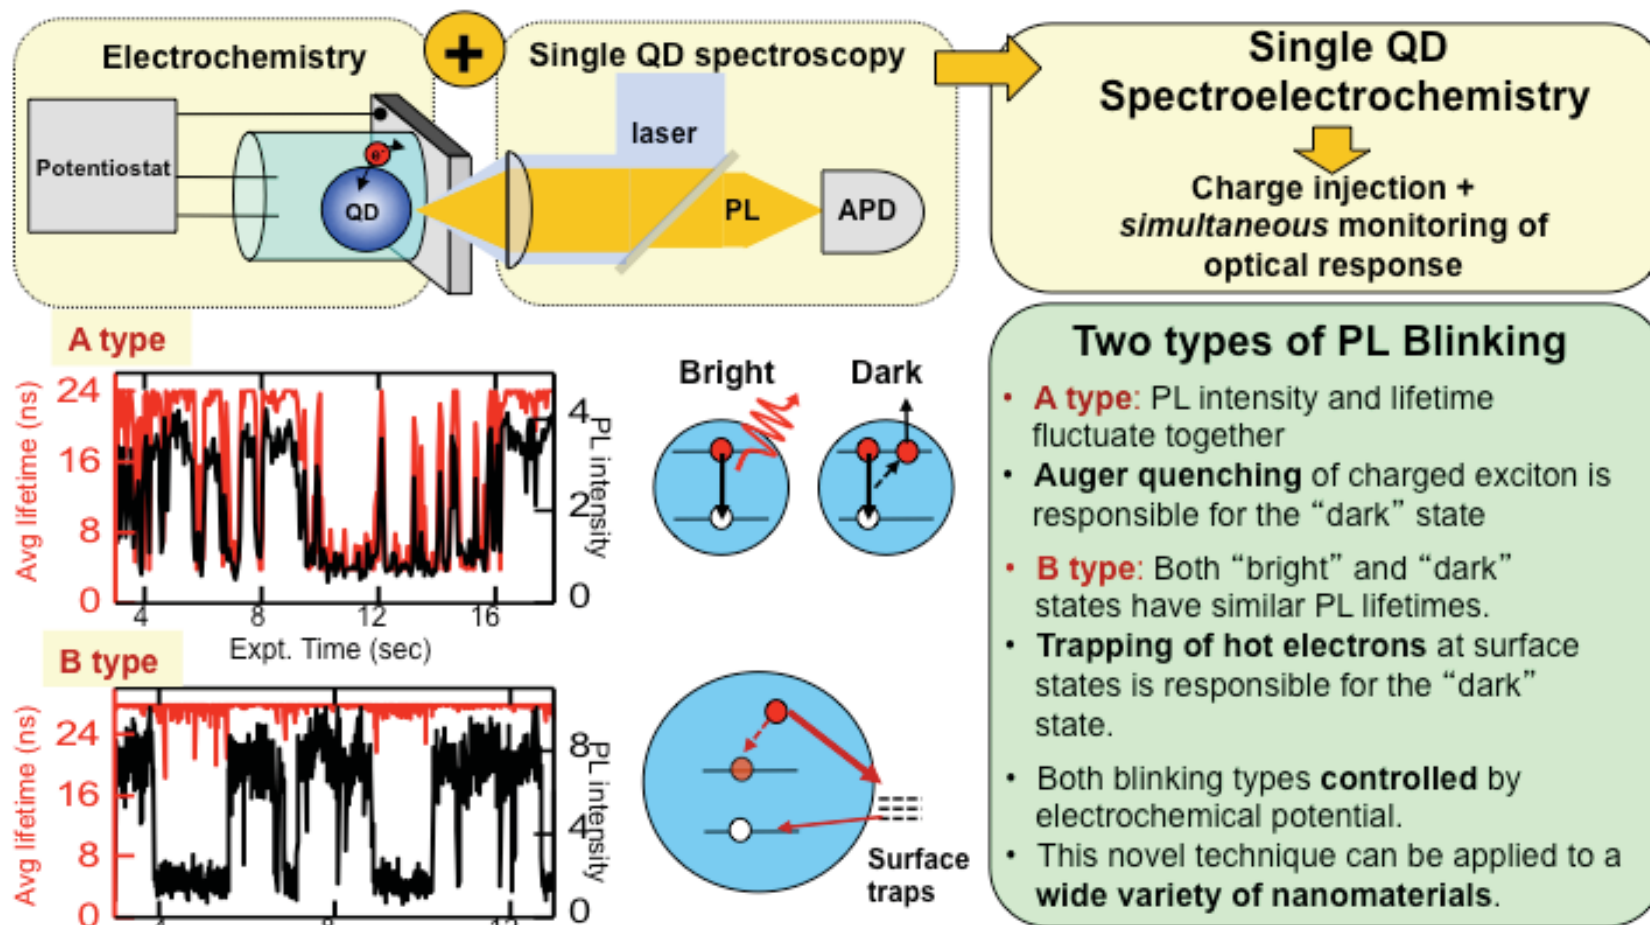 Electrochemistry
+
Single QD spectroscopy
Potentiostat
e-
QD
laser
PL
APD
Single QD
Spectroelectrochemistry
Charge injection +
simultaneous monitoring of
optical response
A type
Avg lifetime (ns)
24
16
8
0
4
2
0
PL intensity
4
8
12
16
Expt. Time (sec)
Bright
Dark
B type
Avg lifetime (ns)
24
16
8
0
8
4
0
PL intensity
Surface
traps
Two types of PL Blinking
• A type: PL intensity and lifetime
fluctuate together
• Auger quenching of charged exciton is
responsible for the “dark” state
• B type: Both “bright” and “dark”
states have similar PL lifetimes.
• Trapping of hot electrons at surface
states is responsible for the “dark”
state.
• Both blinking types controlled by
electrochemical potential.
• This novel technique can be applied to a
wide variety of nanomaterials.